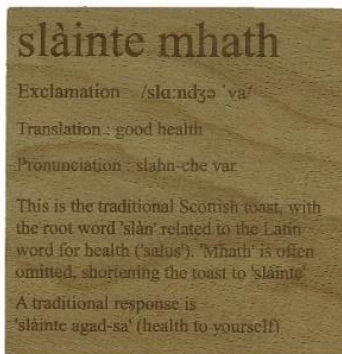 slàinte mhath
Exclamation /slɑːndʒə ˈva/
Translation : good health
Pronunciation : slahn-che var
This is the traditional Scottish toast, with
the root word 'slàn' related to the Latin
word for health ('salus'). 'Mhath' is often
omitted, shortening the toast to 'slàinte'
A traditional response is
'slàinte agad-sa' (health to yourself)